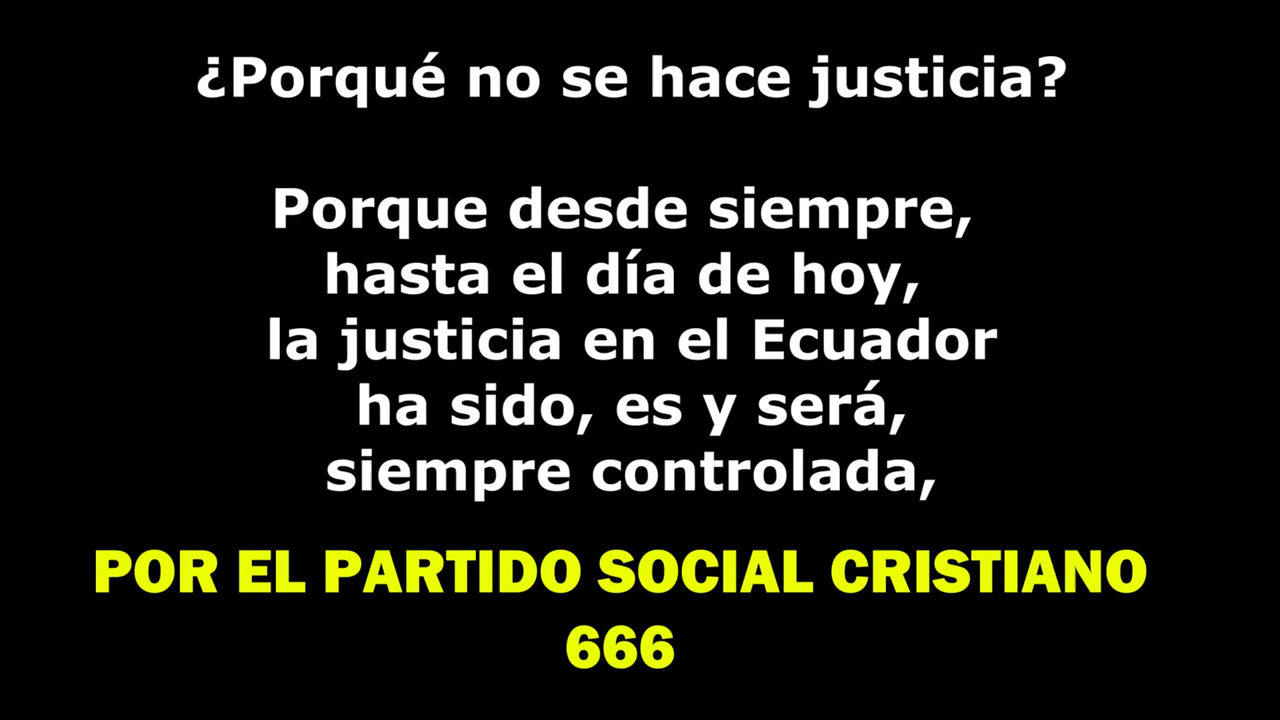 ¿Porqué no se hace justicia?
Porque desde siempre,
hasta el día de hoy,
la justicia en el Ecuador
ha sido, es y será,
siempre controlada,
POR EL PARTIDO SOCIAL CRISTIANO
666